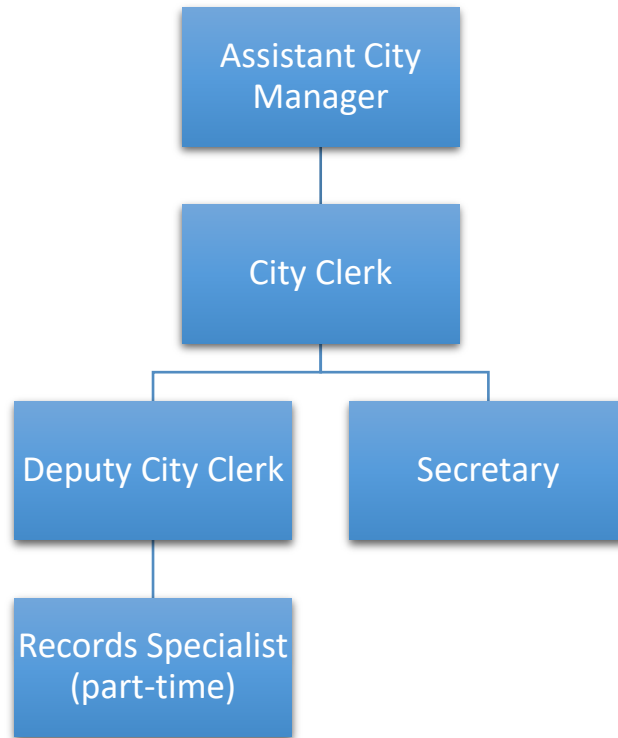 Assistant City
Manager
City Clerk
Deputy City Clerk
Secretary
Records Specialist
(part-time)